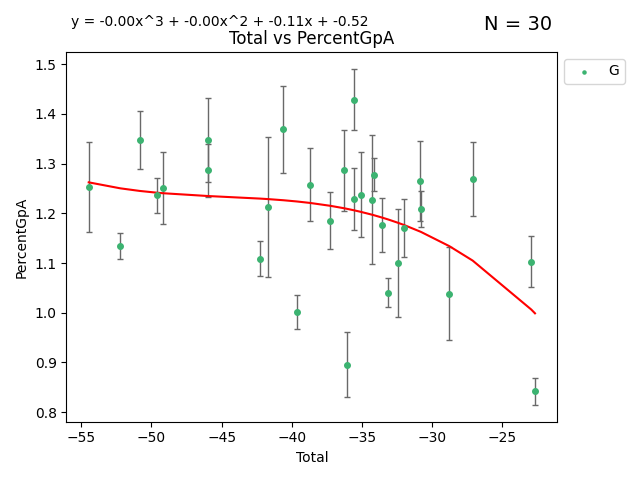 y = -0.00x^3 + -0.00x^2 + -0.11x + -0.52
N = 30
Total vs PercentGpA
G
PercentGpA
1.5
1.4
1.3
1.2
1.1
1.0
0.9
0.8
−55 −50 −45 −40 −35 −30 −25
Total